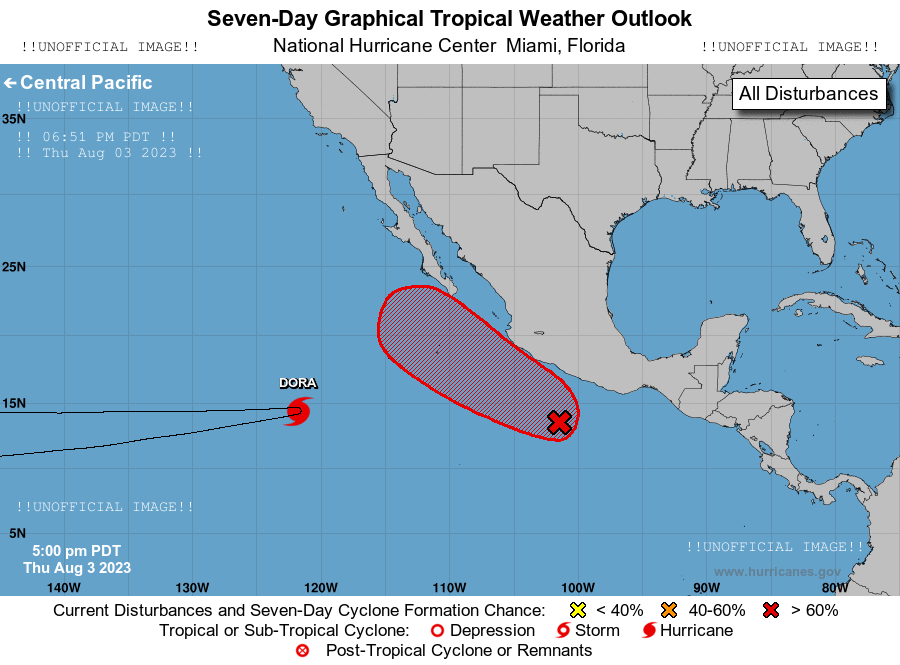 Seven-Day Graphical Tropical Weather Outlook
!!UNOFFICIAL IMAGE!! National Hurricane Center Miami, Florida !!UNOFFICIAL IMAGE!!
Central Pacific
All Disturbances
!!UNOFFICIAL IMAGE!!
35N
!! 06:51 PM PDT !!
!! Thu Aug 03 2023 !!
25N
DORA
15N
!!UNOFFICIAL IMAGE!!
5N
!!UNOFFICIAL IMAGE!!
5:00 pm PDT
Thu Aug 3 2023
www.hurricanes.gov
140W 130W 120W 110W 100W 90W 80W
Current Disturbances and Seven-Day Cyclone Formation Chance: < 40% 40-60% > 60%
Tropical or Sub-Tropical Cyclone: Depression Storm Hurricane
Post-Tropical Cyclone or Remnants